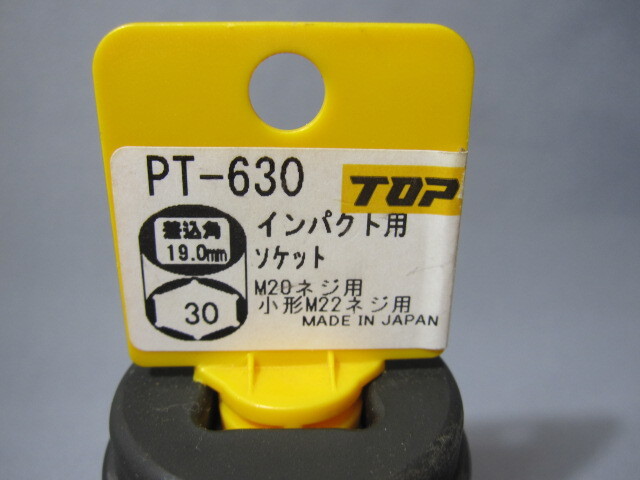 PT-630
TOP
差込角
19.0mm
インパクト用
ソケット
30
M20ネジ用
小形M22ネジ用
MADE IN JAPAN